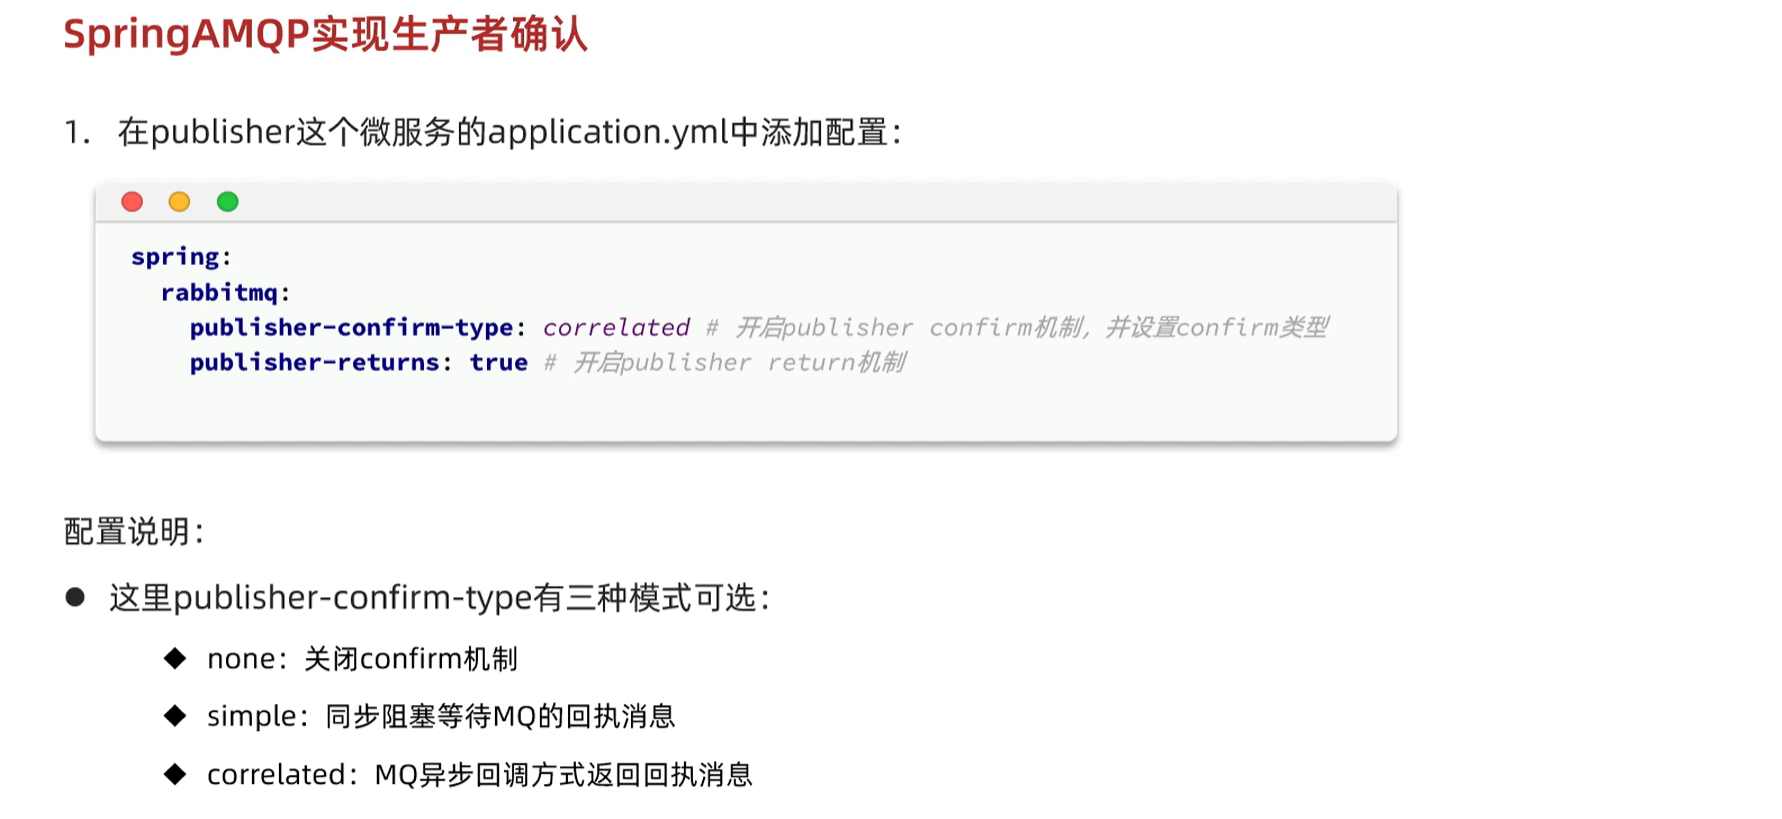 SpringAMQP实现生产者确认
1. 在publisher这个微服务的application.yml中添加配置：
spring:
  rabbitmq:
    publisher-confirm-type: correlated # 开启publisher confirm机制，并设置confirm类型
    publisher-returns: true # 开启publisher return机制
配置说明：
● 这里publisher-confirm-type有三种模式可选：
◆ none：关闭confirm机制
◆ simple：同步阻塞等待MQ的回执消息
◆ correlated：MQ异步回调方式返回回执消息